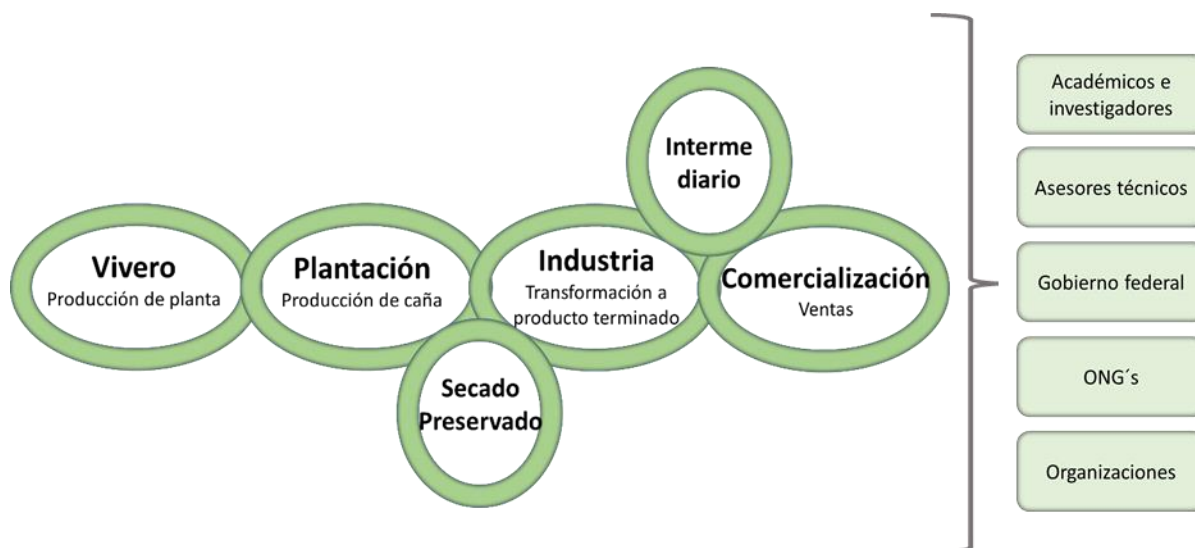 Vivero
Producción de planta
Plantación
Producción de caña
Secado
Preservado
Industria
Transformación a
producto terminado
Interme
diario
Comercialización
Ventas
Académicos e
investigadores
Asesores técnicos
Gobierno federal
ONG´s
Organizaciones